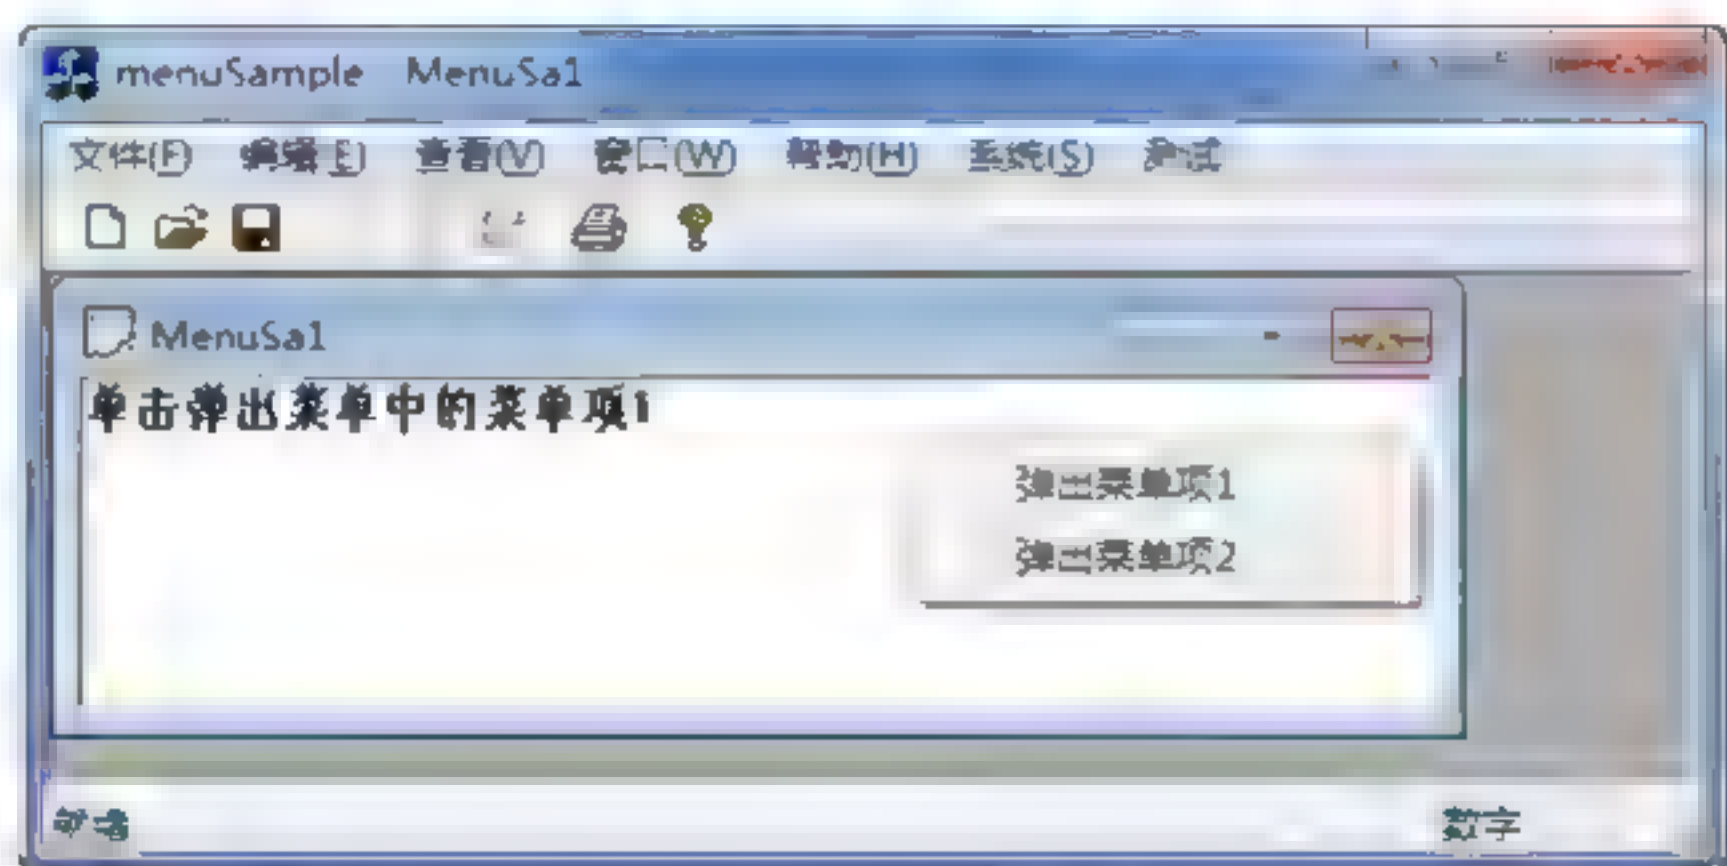 menuSample MenuSa1
文件(F) 编辑(E) 查看(V) 窗口(W) 帮助(H) 系统(S) 测试
MenuSa1
单击弹出菜单中的菜单项1
弹出菜单项1
弹出菜单项2
就绪 数字